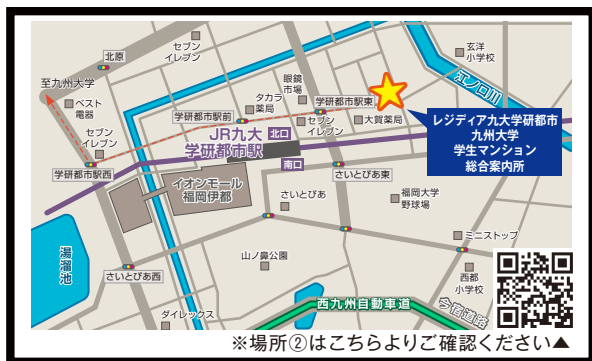 セブン
イレブン
北原
至九州大学
ベスト
電器
セブン
イレブン
学研都市駅西
学研都市駅前
タカラ
薬局
眼鏡
市場
学研都市駅東
セブン
イレブン
大賀薬局
玄洋
小学校
江の口川
レジディア九大学研都市
九州大学
学生マンション
総合案内所
JR九大
学研都市駅
北口
南口
イオンモール
福岡伊都
さいとぴあ
さいとぴあ東
福岡大学
野球場
ミニストップ
西都
小学校
山ノ鼻公園
さいとぴあ西
湯溜池
ダイレックス
西九州自動車道
今宿道路
※場所②はこちらよりご確認ください▲